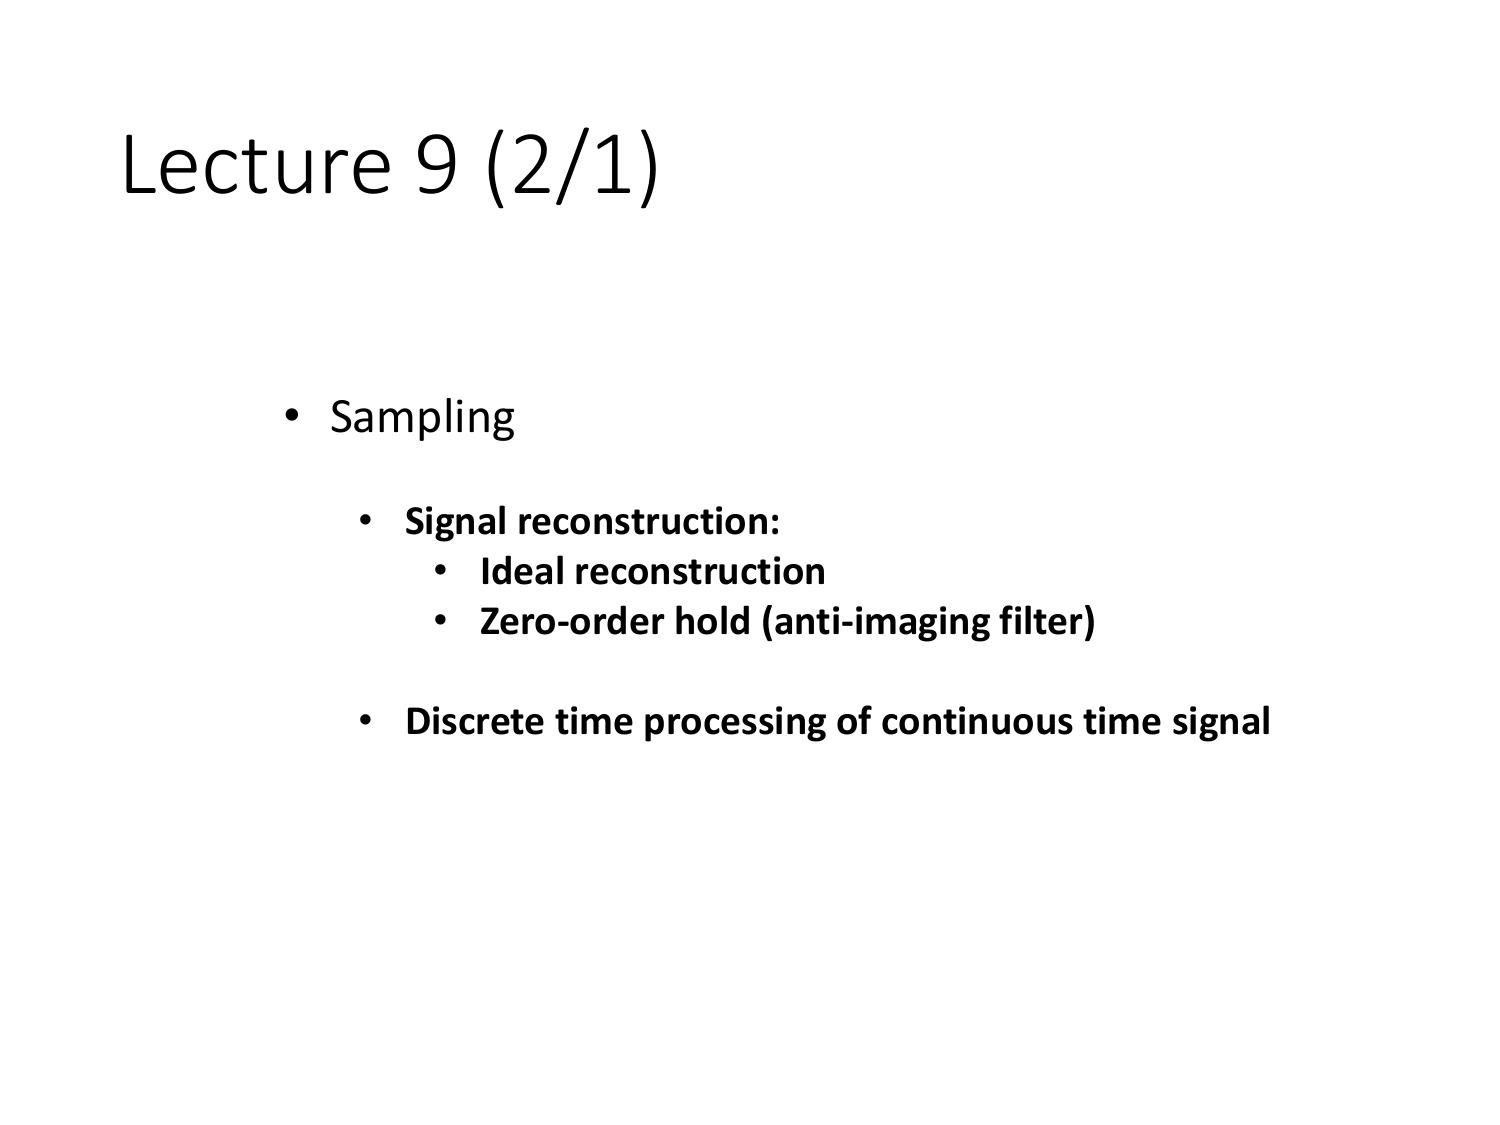 Lecture 9 (2/1)
• Sampling
• Signal reconstruction:
• Ideal reconstruction
• Zero-order hold (anti-imaging filter)
• Discrete time processing of continuous time signal